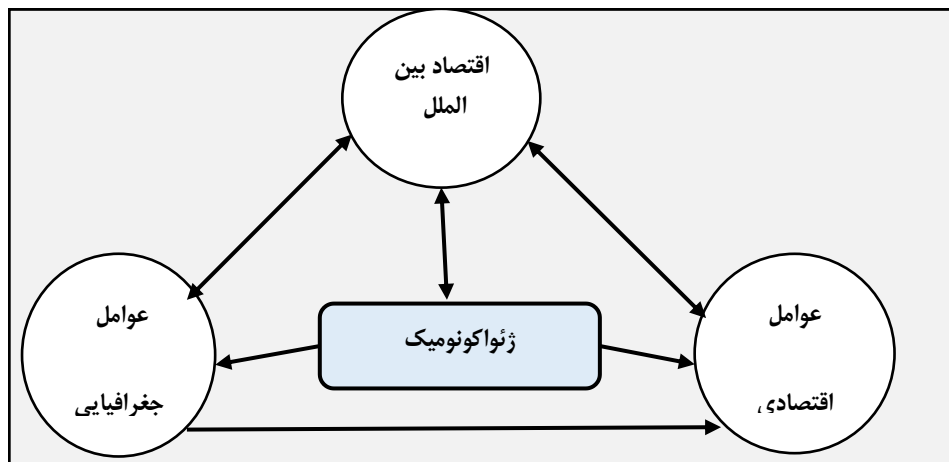 اقتصاد بین
الملل
عوامل
اقتصادی
ژئواکونومیک
عوامل
جغرافیایی